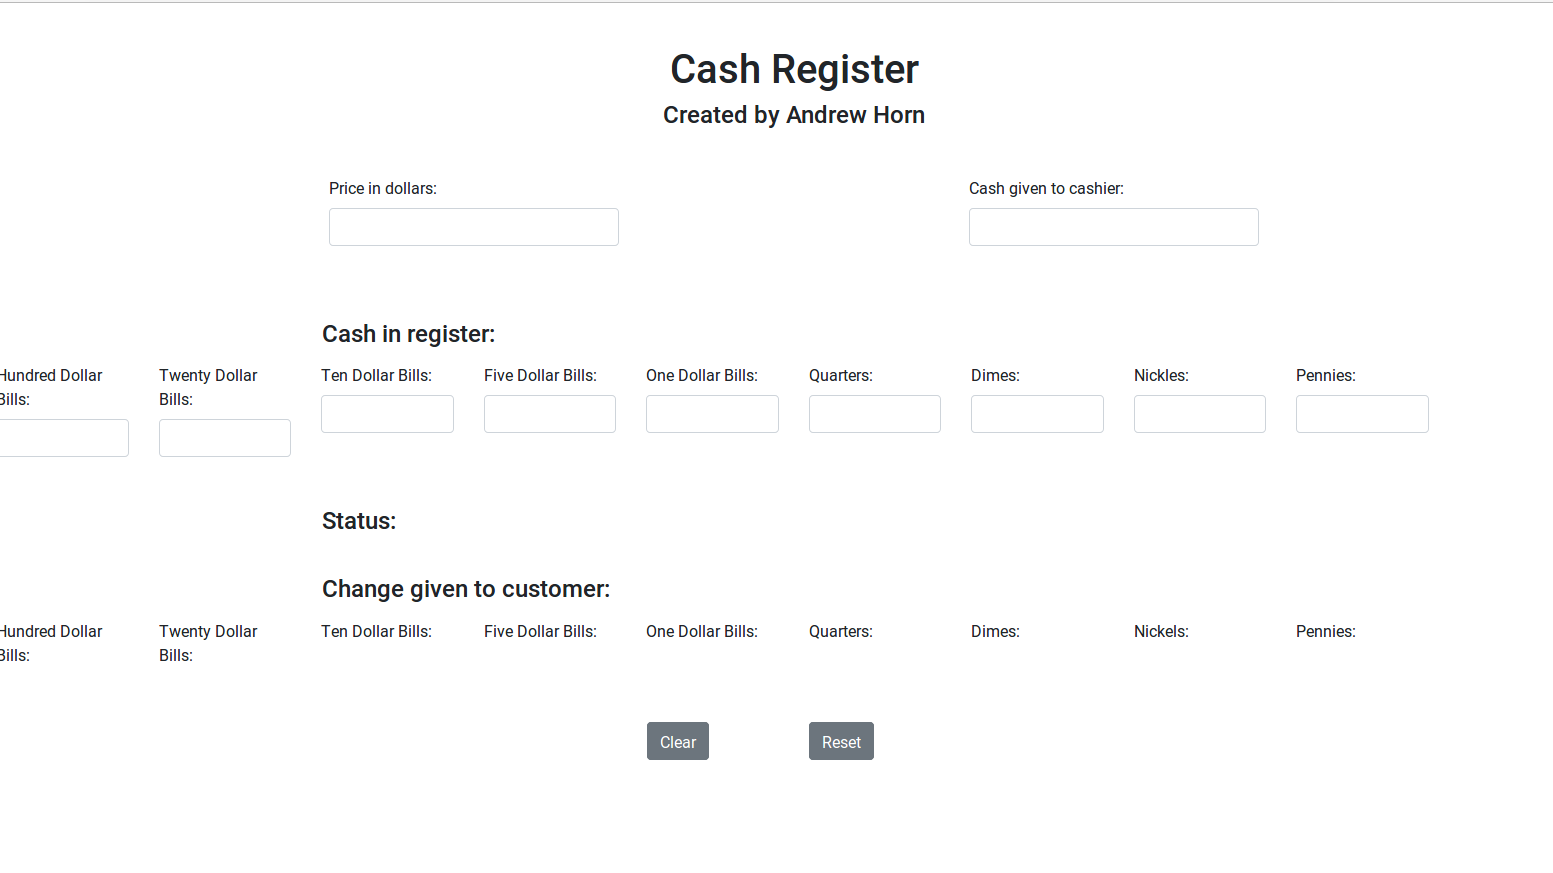 Cash Register
Created by Andrew Horn
Price in dollars: Cash given to cashier:
Cash in register:
Hundred Dollar Bills: Twenty Dollar Bills: Ten Dollar Bills: Five Dollar Bills: One Dollar Bills: Quarters: Dimes: Nickles: Pennies:
Status:
Change given to customer:
Hundred Dollar Bills: Twenty Dollar Bills: Ten Dollar Bills: Five Dollar Bills: One Dollar Bills: Quarters: Dimes: Nickels: Pennies:
Clear Reset